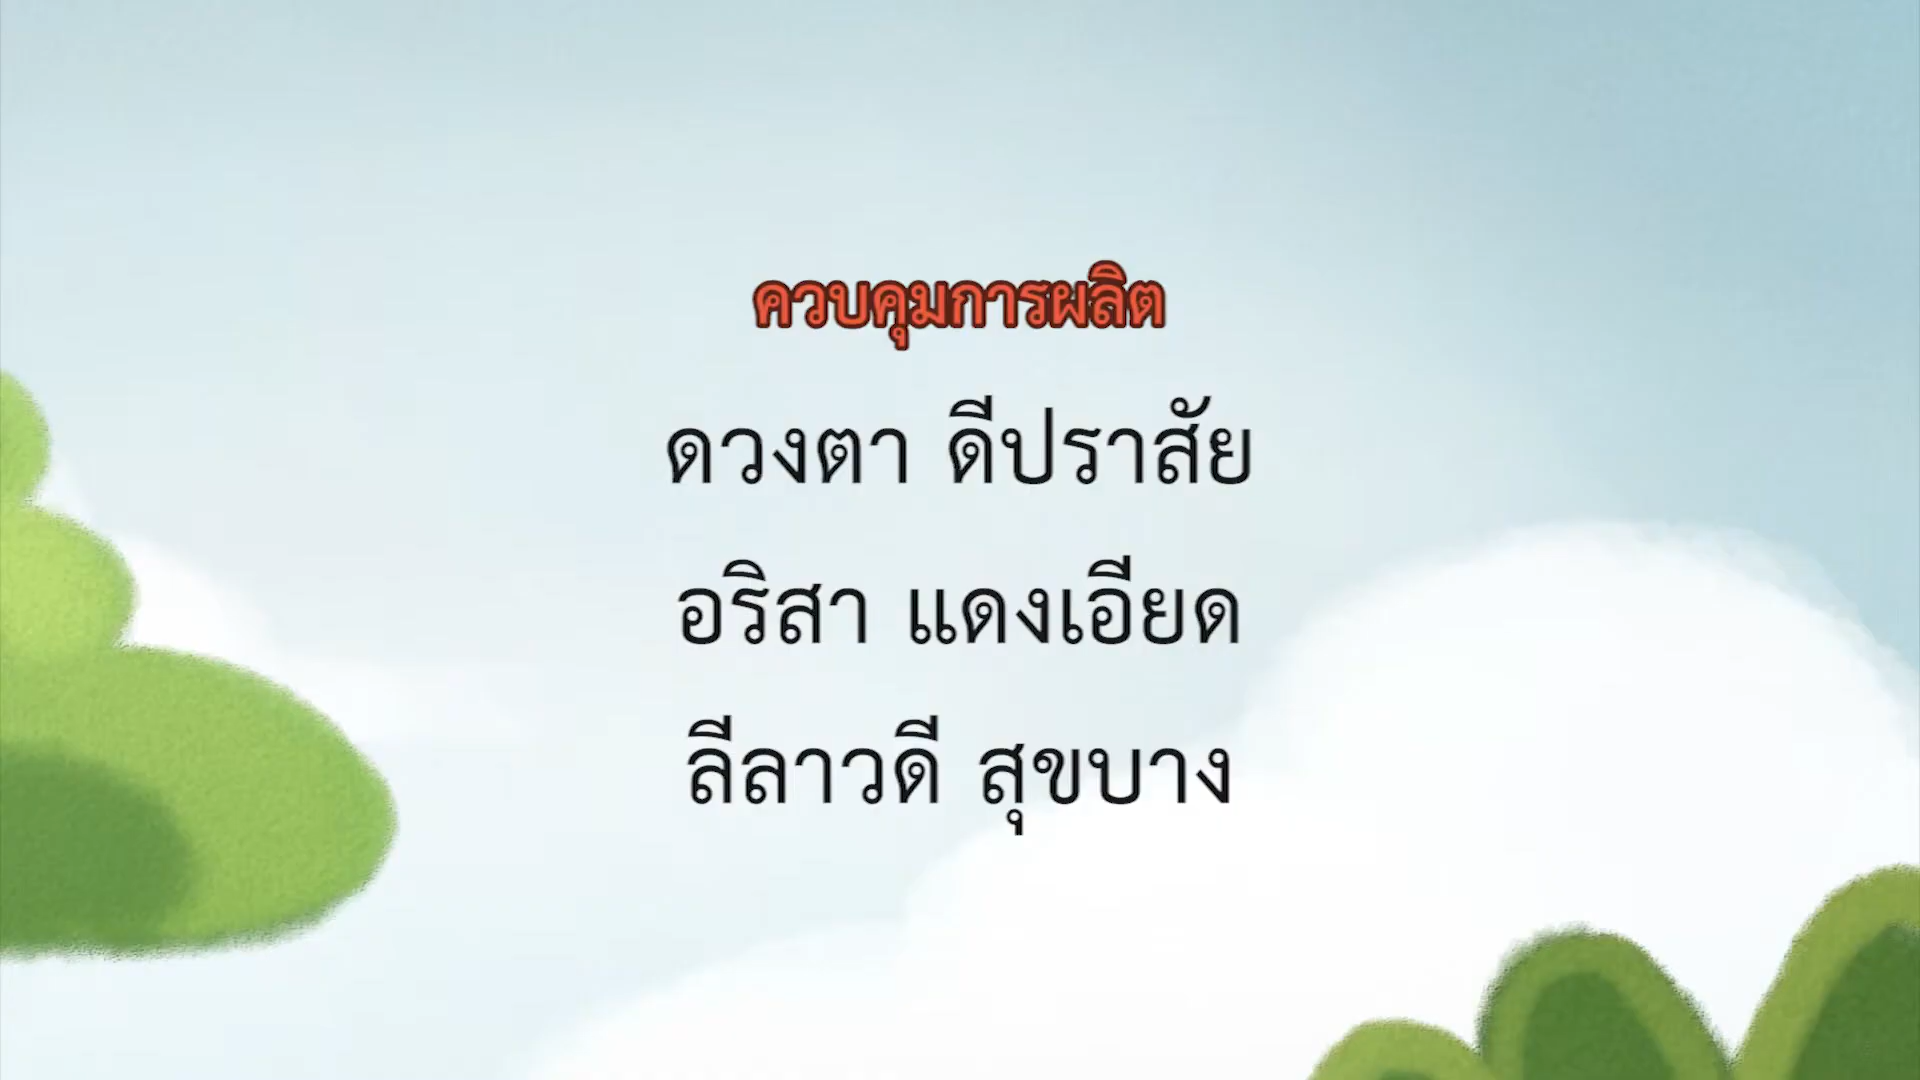 ควบคุมการผลิต
ดวงตา ดีปราสัย
อริสา แดงเอียด
ลีลาวดี สุขบาง